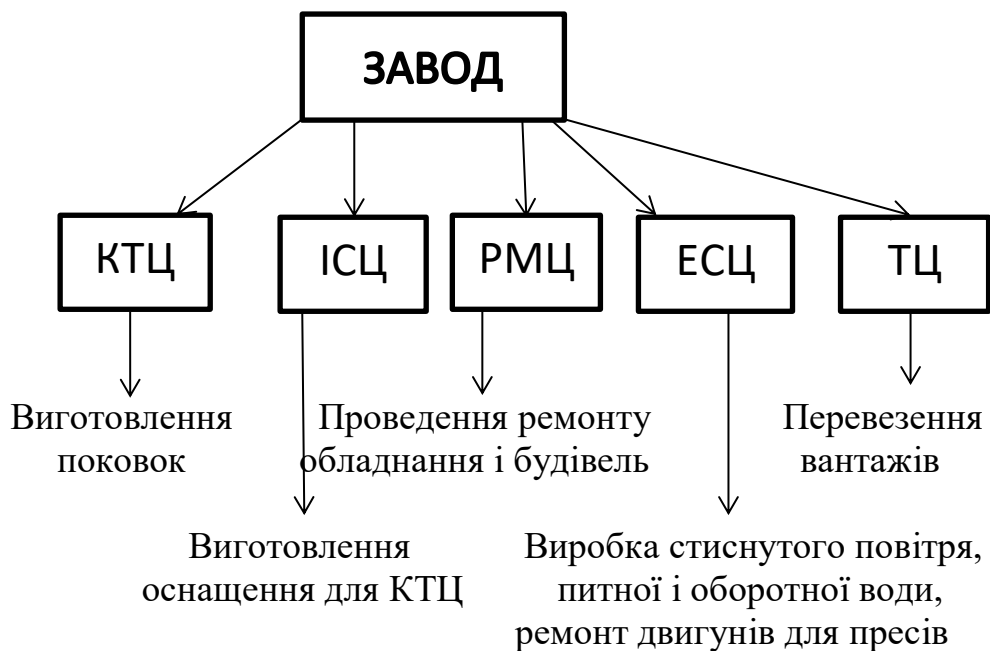 ЗАВОД
КТЦ
ІСЦ
РМЦ
ЕСЦ
ТЦ
Виготовлення
поковок
Проведення ремонту
обладнання і будівель
Перевезення
вантажів
Виготовлення
оснащення для КТЦ
Виробка стиснутого повітря,
питної і оборотної води,
ремонт двигунів для пресів